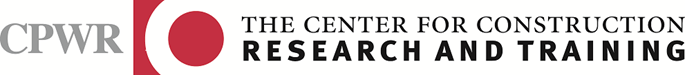 CPWR
THE CENTER FOR CONSTRUCTION
RESEARCH AND TRAINING